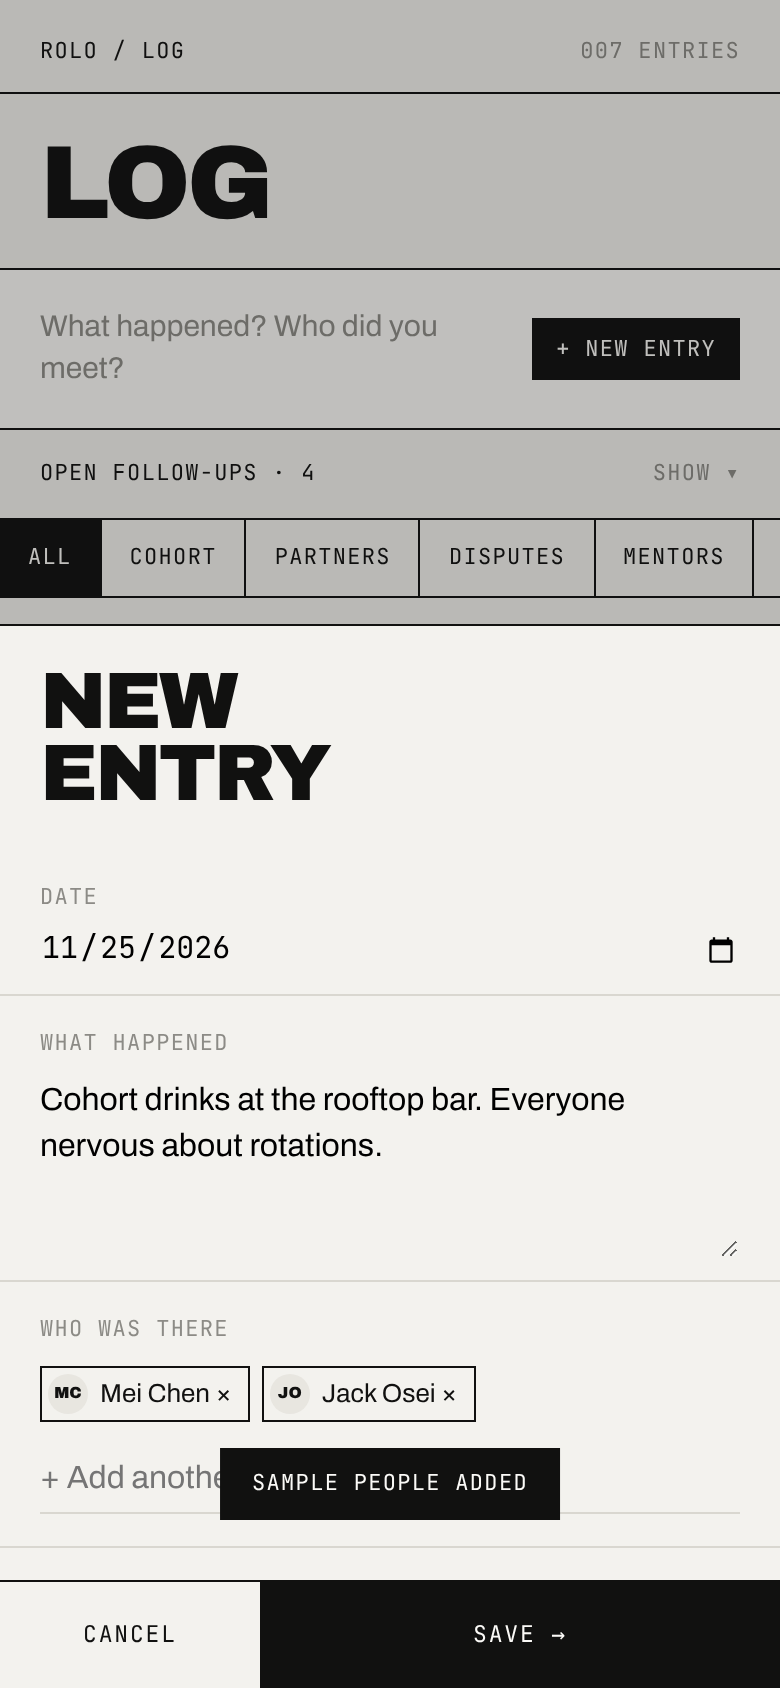 ROLO / LOG
007 ENTRIES
LOG
What happened? Who did you
meet?
+ NEW ENTRY
OPEN FOLLOW-UPS · 4
SHOW ▾
ALL
COHORT
PARTNERS
DISPUTES
MENTORS
NEW
ENTRY
DATE
11/25/2026
WHAT HAPPENED
Cohort drinks at the rooftop bar. Everyone
nervous about rotations.
WHO WAS THERE
MC Mei Chen ×
JO Jack Osei ×
+ Add
SAMPLE PEOPLE ADDED
CANCEL
SAVE →